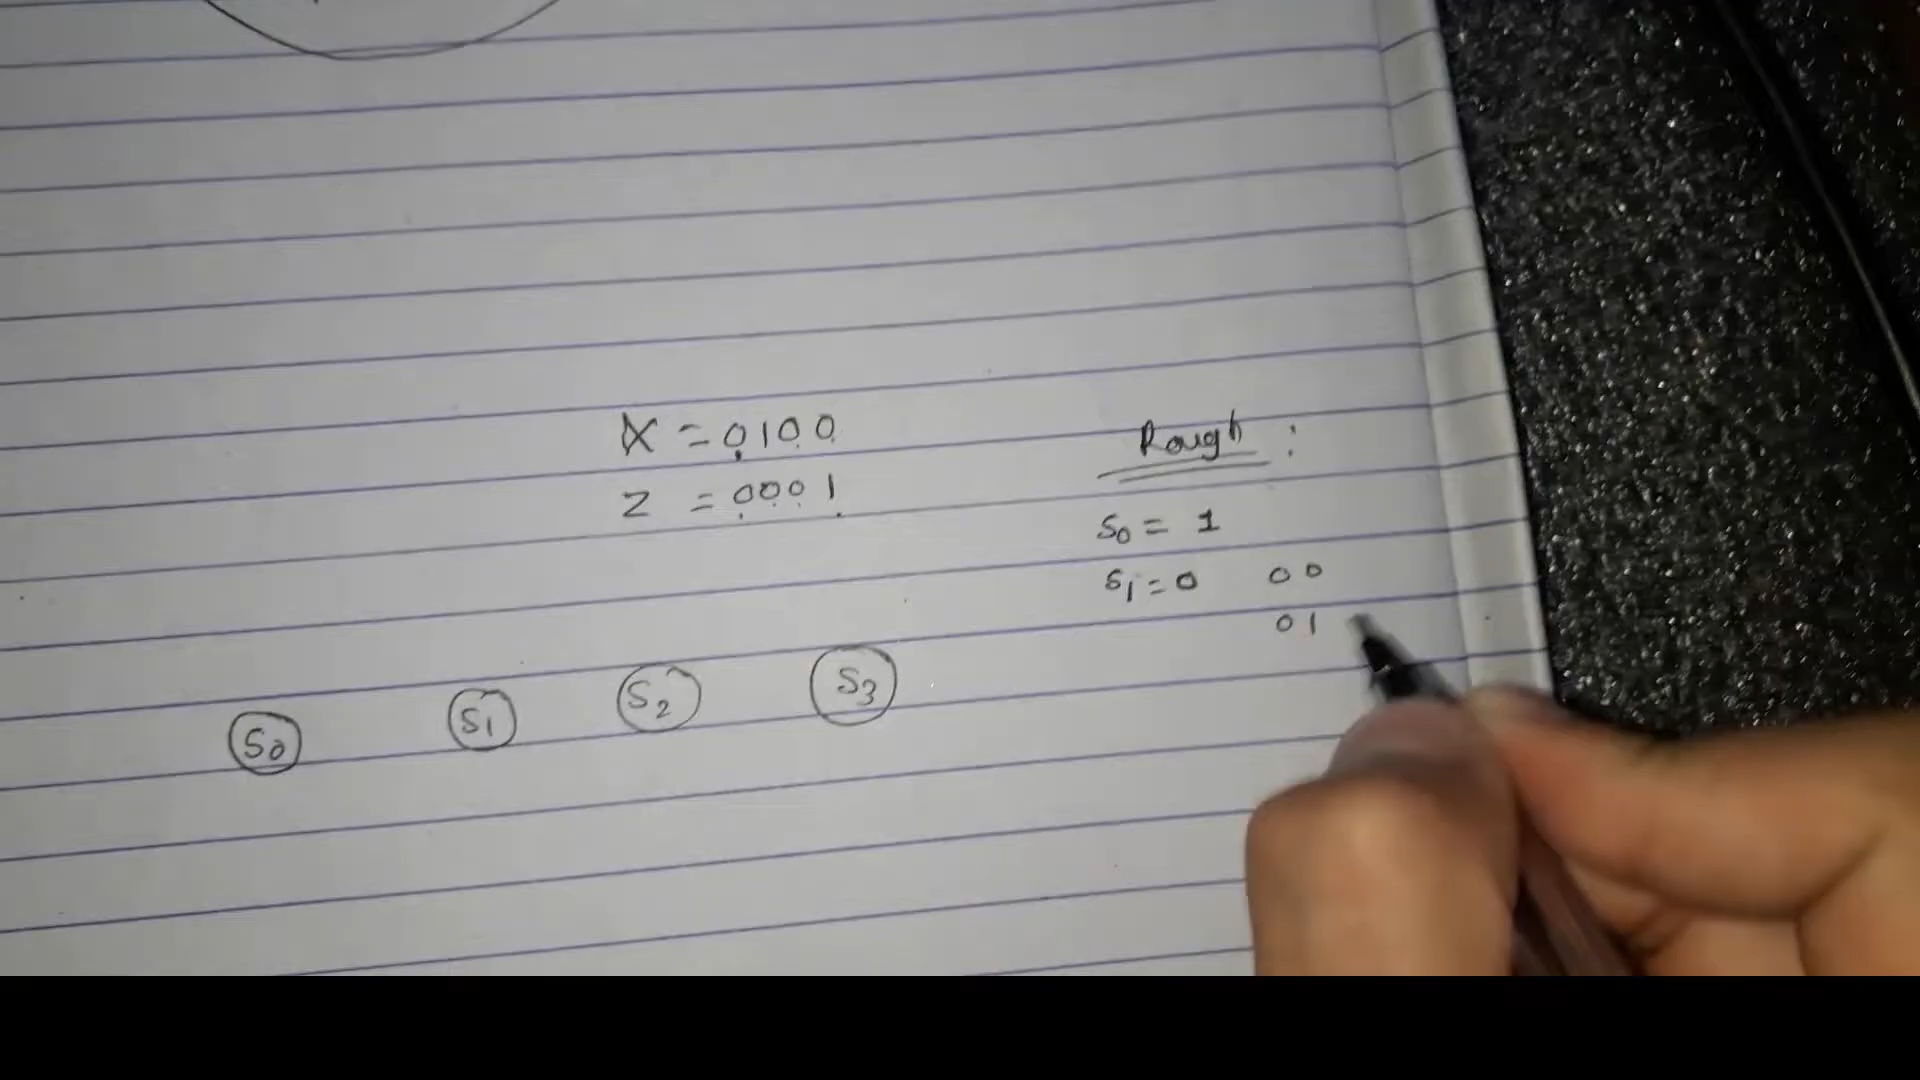 X = 0100
Z = 0001
Rough :
S0 = 1
S1 = 0 00
01
S0 S1 S2 S3